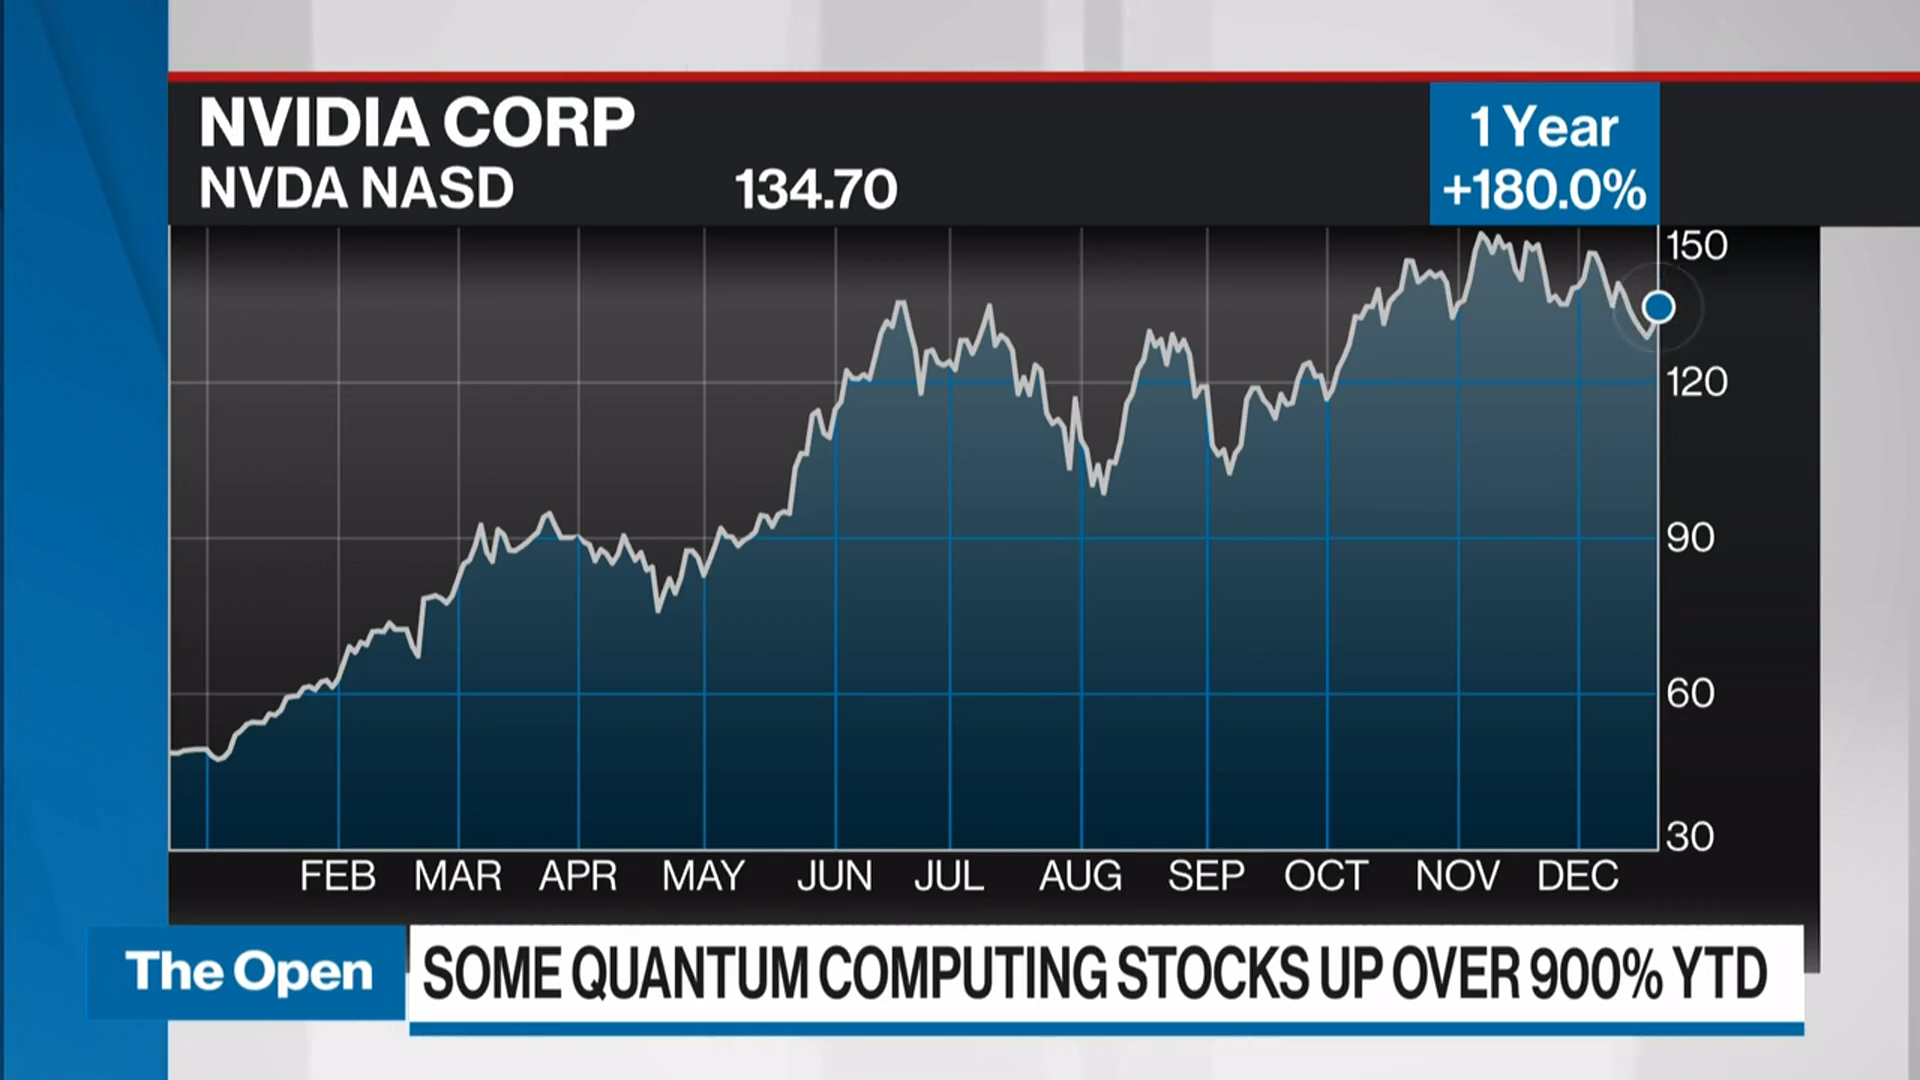 NVIDIA CORP
NVDA NASD 134.70
1 Year
+180.0%
150
120
90
60
30
FEB MAR APR MAY JUN JUL AUG SEP OCT NOV DEC
The Open
SOME QUANTUM COMPUTING STOCKS UP OVER 900% YTD